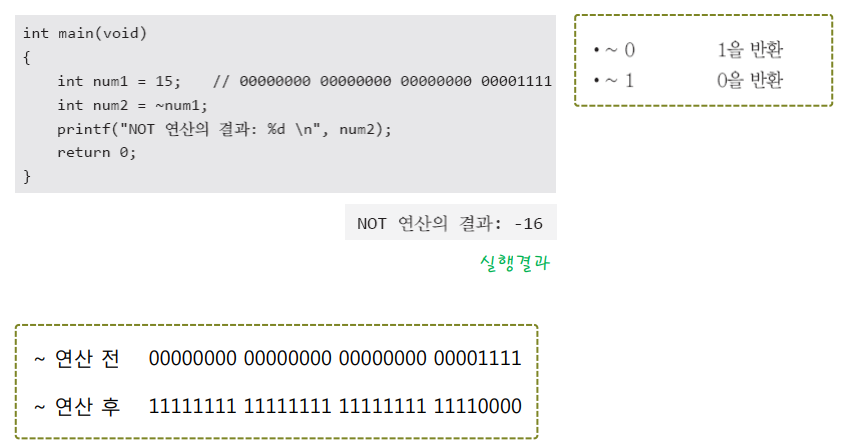 int main(void)
{
    int num1 = 15;   // 00000000 00000000 00000000 00001111
    int num2 = ~num1;
    printf("NOT 연산의 결과: %d \n", num2);
    return 0;
}
• ~ 0 1을 반환
• ~ 1 0을 반환
NOT 연산의 결과: -16
실행결과
~ 연산 전 00000000 00000000 00000000 00001111
~ 연산 후 11111111 11111111 11111111 11110000